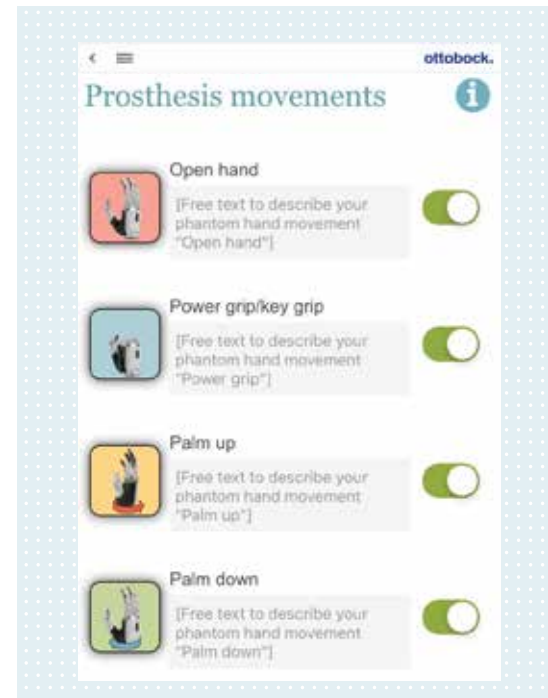 ottobock.
Prosthesis movements
i
Open hand
[Free text to describe your
phantom hand movement
"Open hand"]
Power grip/key grip
[Free text to describe your
phantom hand movement
"Power grip"]
Palm up
[Free text to describe your
phantom hand movement
"Palm up"]
Palm down
[Free text to describe your
phantom hand movement
"Palm down"]